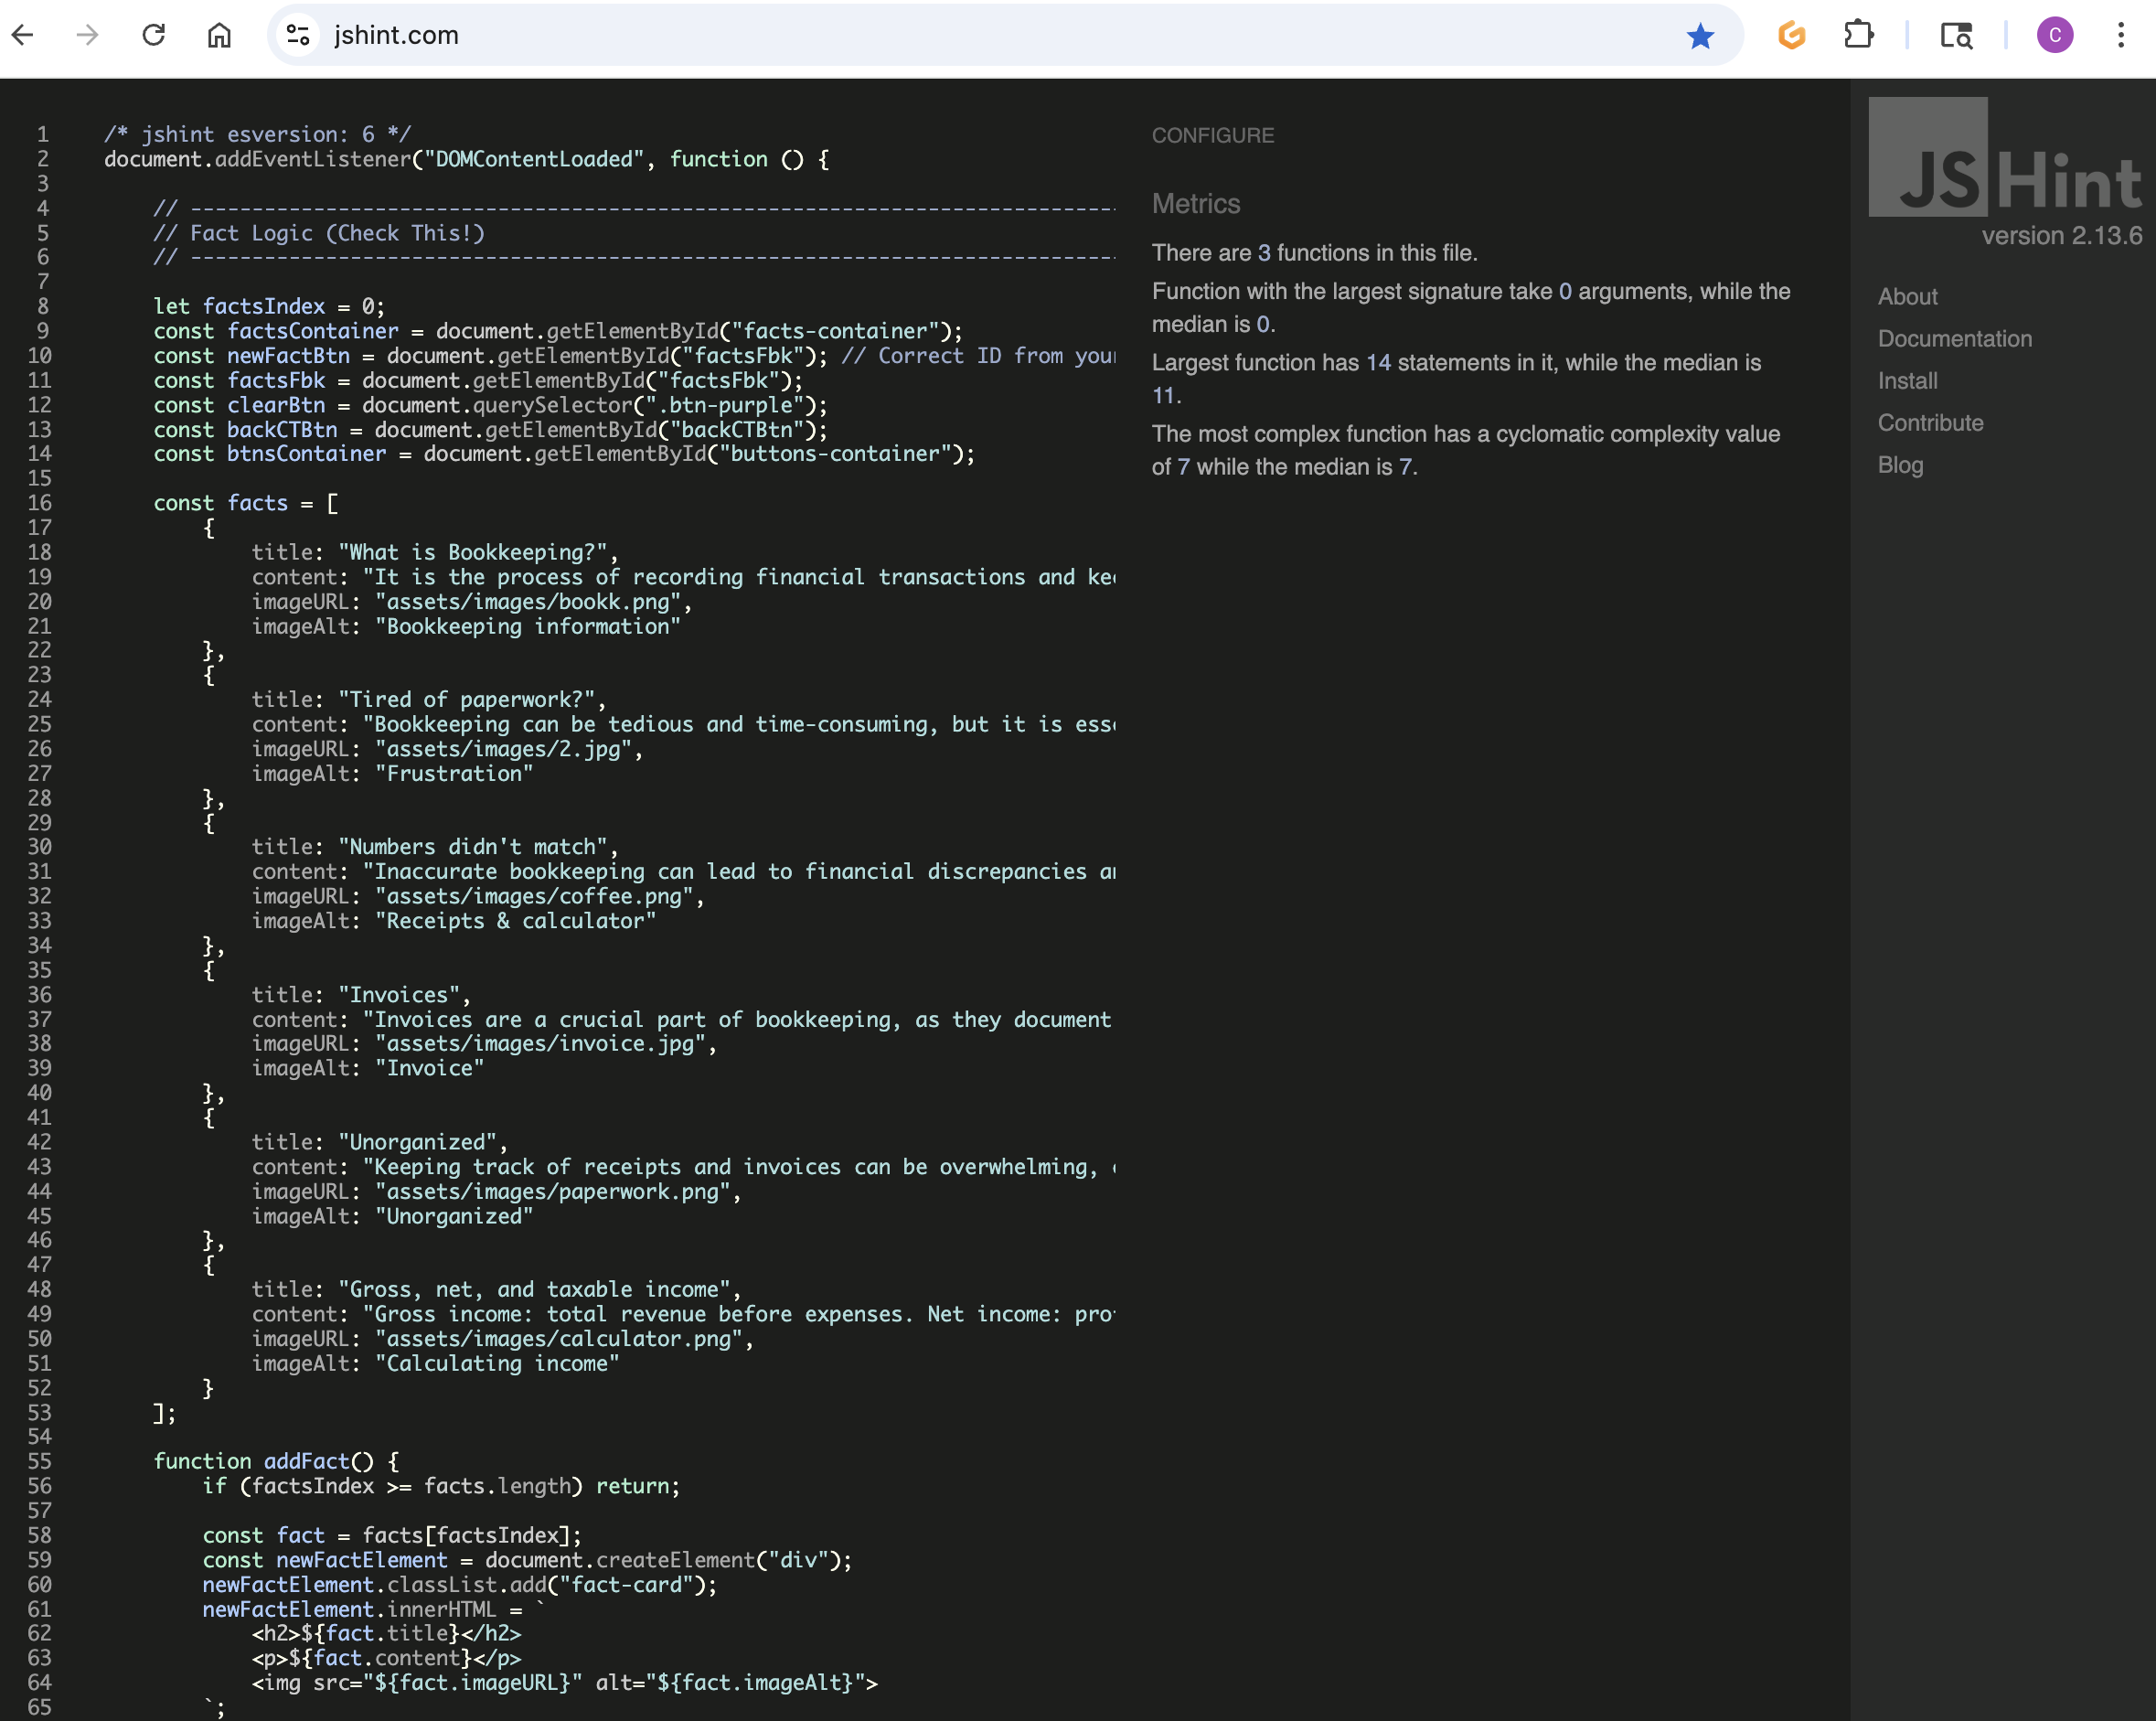 jshint.com
C
1 /* jshint esversion: 6 */
2 document.addEventListener("DOMContentLoaded", function () {
3
4 // ---------------------------------------------------------------------------
5 // Fact Logic (Check This!)
6 // ---------------------------------------------------------------------------
7
8 let factsIndex = 0;
9 const factsContainer = document.getElementById("facts-container");
10 const newFactBtn = document.getElementById("factsFbk"); // Correct ID from
11 const factsFbk = document.getElementById("factsFbk");
12 const clearBtn = document.querySelector(".btn-purple");
13 const backCTBtn = document.getElementById("backCTBtn");
14 const btnsContainer = document.getElementById("buttons-container");
15
16 const facts = [
17 {
18 title: "What is Bookkeeping?",
19 content: "It is the process of recording financial transactions and
20 imageURL: "assets/images/bookk.png",
21 imageAlt: "Bookkeeping information"
22 },
23 {
24 title: "Tired of paperwork?",
25 content: "Bookkeeping can be tedious and time-consuming, but it is
26 imageURL: "assets/images/2.jpg",
27 imageAlt: "Frustration"
28 },
29 {
30 title: "Numbers didn't match",
31 content: "Inaccurate bookkeeping can lead to financial discrepancies
32 imageURL: "assets/images/coffee.png",
33 imageAlt: "Receipts & calculator"
34 },
35 {
36 title: "Invoices",
37 content: "Invoices are a crucial part of bookkeeping, as they document
38 imageURL: "assets/images/invoice.jpg",
39 imageAlt: "Invoice"
40 },
41 {
42 title: "Unorganized",
43 content: "Keeping track of receipts and invoices can be overwhelming,
44 imageURL: "assets/images/paperwork.png",
45 imageAlt: "Unorganized"
46 },
47 {
48 title: "Gross, net, and taxable income",
49 content: "Gross income: total revenue before expenses. Net income:
50 imageURL: "assets/images/calculator.png",
51 imageAlt: "Calculating income"
52 }
53 ];
54
55 function addFact() {
56 if (factsIndex >= facts.length) return;
57
58 const fact = facts[factsIndex];
59 const newFactElement = document.createElement("div");
60 newFactElement.classList.add("fact-card");
61 newFactElement.innerHTML = `
62 <h2>${fact.title}</h2>
63 <p>${fact.content}</p>
64 <img src="${fact.imageURL}" alt="${fact.imageAlt}">
65 `;
CONFIGURE
Metrics
There are 3 functions in this file.
Function with the largest signature take 0 arguments, while the
median is 0.
Largest function has 14 statements in it, while the median is
11.
The most complex function has a cyclomatic complexity value
of 7 while the median is 7.
JSHint
version 2.13.6
About
Documentation
Install
Contribute
Blog